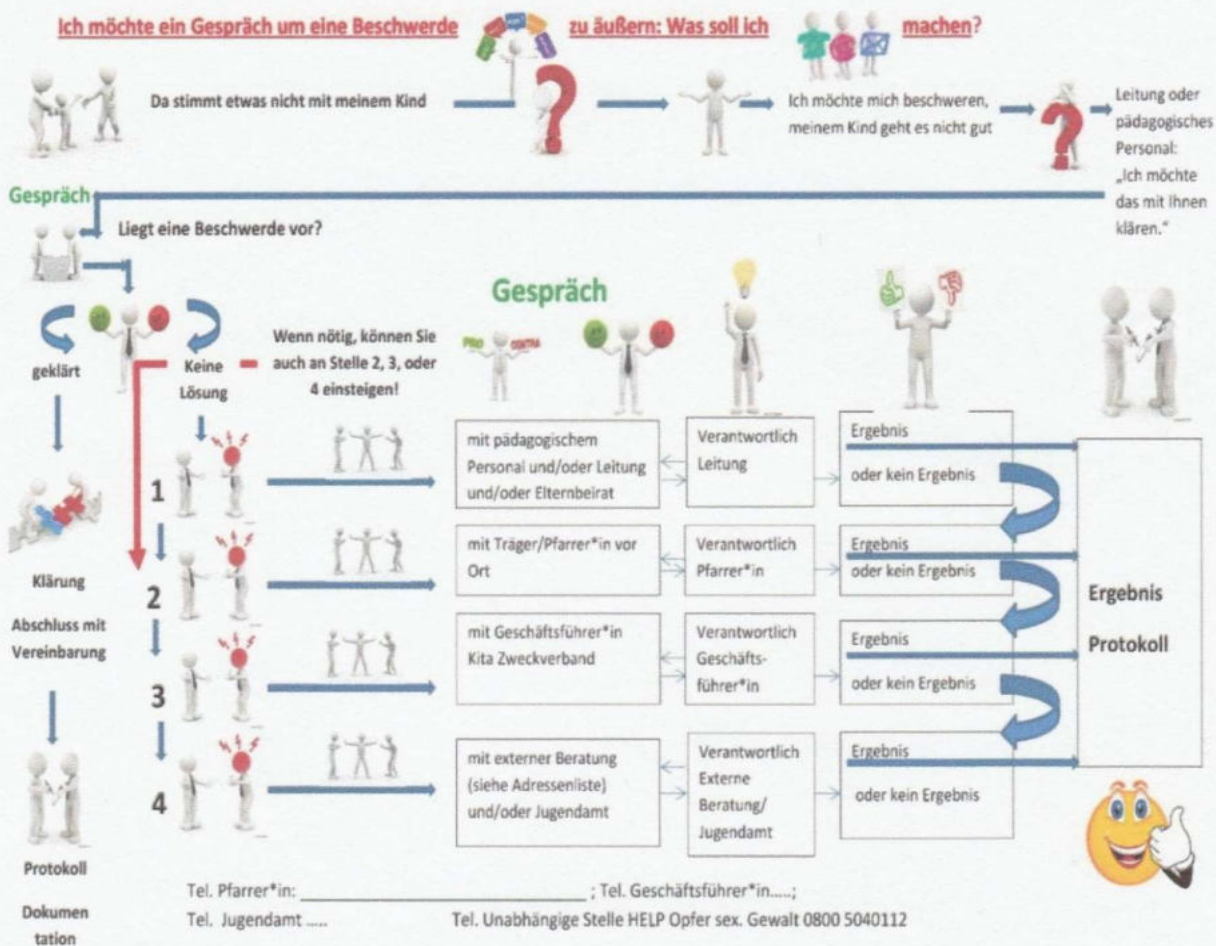 Ich möchte ein Gespräch um eine Beschwerde zu äußern: Was soll ich machen?
Da stimmt etwas nicht mit meinem Kind
Ich möchte mich beschweren,
meinem Kind geht es nicht gut
Leitung oder
pädagogisches
Personal:
„Ich möchte
das mit Ihnen
klären."
Gespräch
Liegt eine Beschwerde vor?
geklärt
Keine
Lösung
Wenn nötig, können Sie
auch an Stelle 2, 3, oder
4 einsteigen!
Klärung
Abschluss mit
Vereinbarung
Protokoll
Dokumen
tation
Gespräch
PRO
CONTRA
1
mit pädagogischem
Personal und/oder Leitung
und/oder Elternbeirat
Verantwortlich
Leitung
Ergebnis
oder kein Ergebnis
2
mit Träger/Pfarrer*in vor
Ort
Verantwortlich
Pfarrer*in
Ergebnis
oder kein Ergebnis
3
mit Geschäftsführer*in
Kita Zweckverband
Verantwortlich
Geschäfts-
führer*in
Ergebnis
oder kein Ergebnis
4
mit externer Beratung
(siehe Adressenliste)
und/oder Jugendamt
Verantwortlich
Externe
Beratung/
Jugendamt
Ergebnis
oder kein Ergebnis
Ergebnis
Protokoll
Tel. Pfarrer*in: ______________________________ ; Tel. Geschäftsführer*in.....;
Tel. Jugendamt ..... Tel. Unabhängige Stelle HELP Opfer sex. Gewalt 0800 5040112